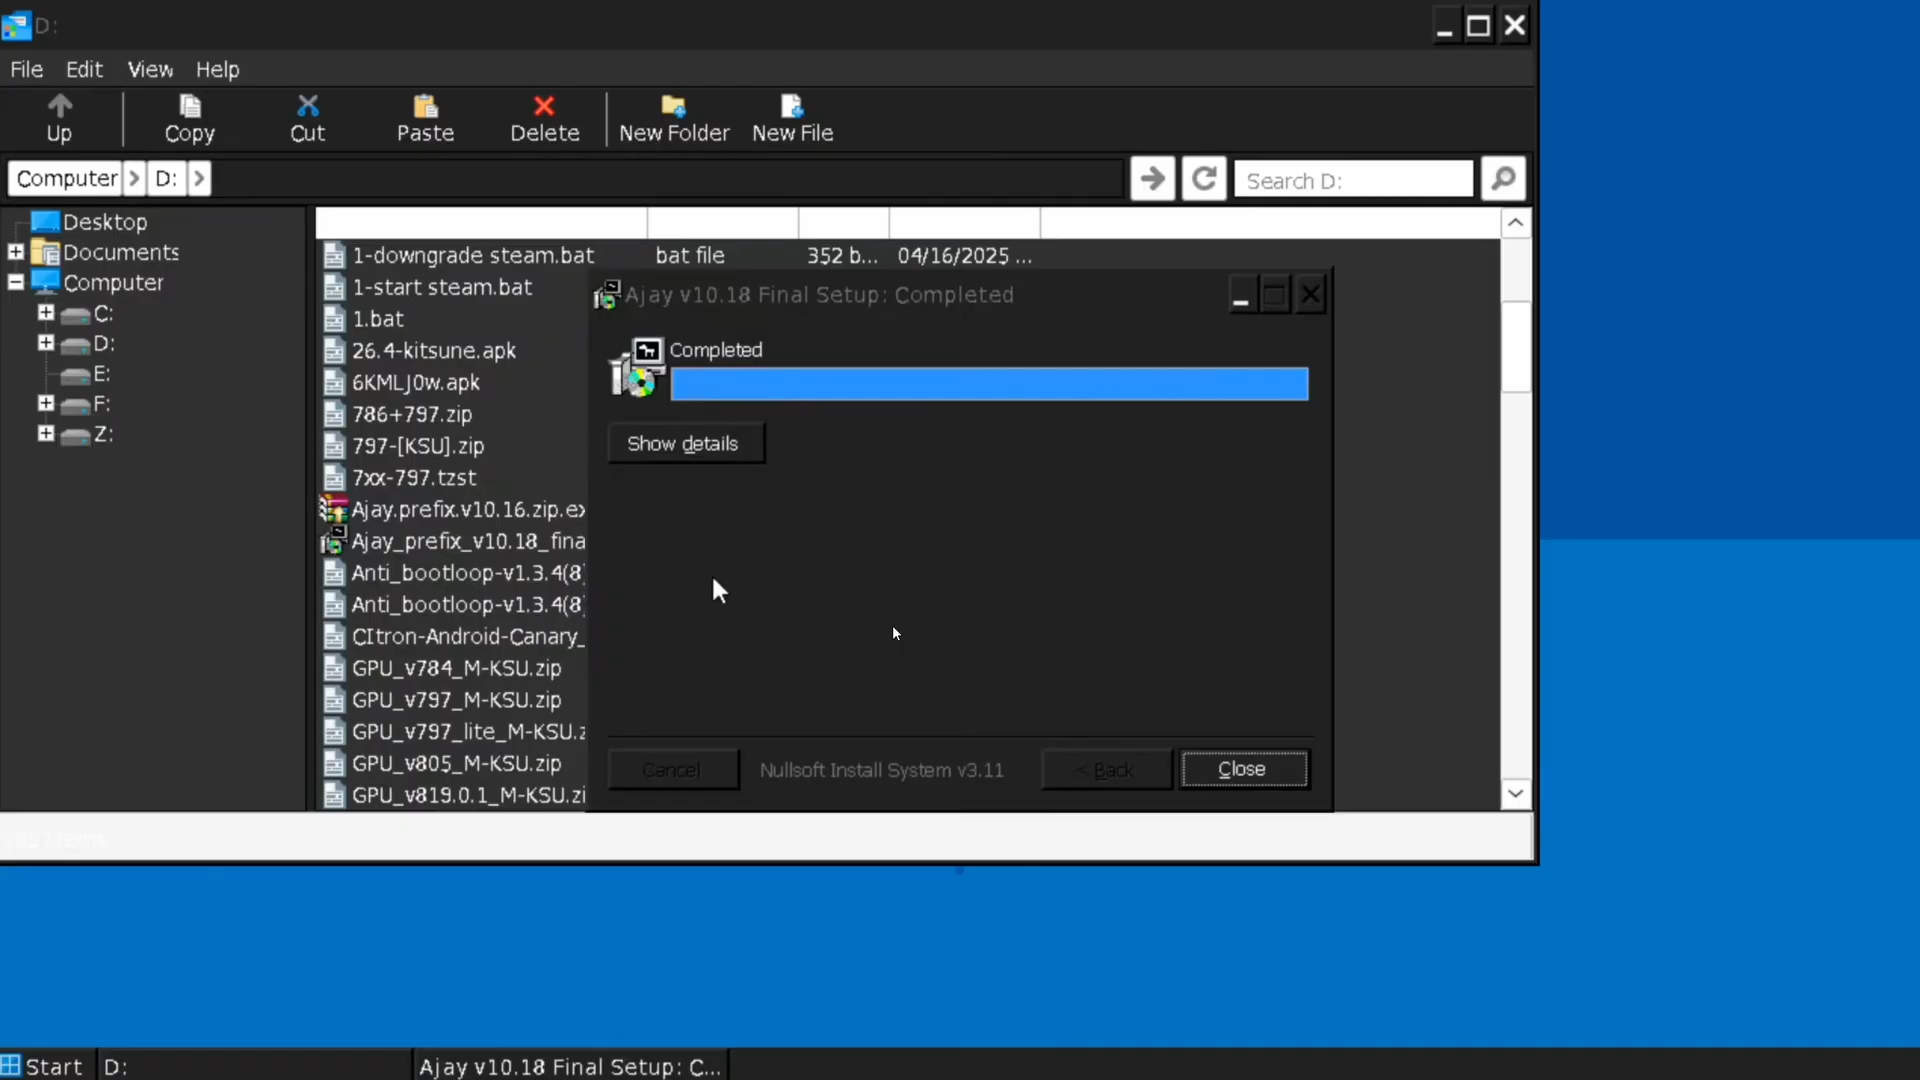 D:
File Edit View Help
Up Copy Cut Paste Delete New Folder New File
Computer D: Search D:
Desktop
Documents
Computer
C:
D:
E:
F:
Z:
1-downgrade steam.bat bat file 352 b... 04/16/2025 ...
1-start steam.bat
1.bat
26.4-kitsune.apk
6KMLJ0w.apk
786+797.zip
797-[KSU].zip
7xx-797.tzst
Ajay.prefix.v10.16.zip.ex
Ajay_prefix_v10.18_fina
Anti_bootloop-v1.3.4(8)
Anti_bootloop-v1.3.4(8)
CItron-Android-Canary_
GPU_v784_M-KSU.zip
GPU_v797_M-KSU.zip
GPU_v797_lite_M-KSU.z
GPU_v805_M-KSU.zip
GPU_v819.0.1_M-KSU.zi
Ajay v10.18 Final Setup: Completed
Completed
Show details
Cancel Nullsoft Install System v3.11 < Back Close
Start D: Ajay v10.18 Final Setup: C...